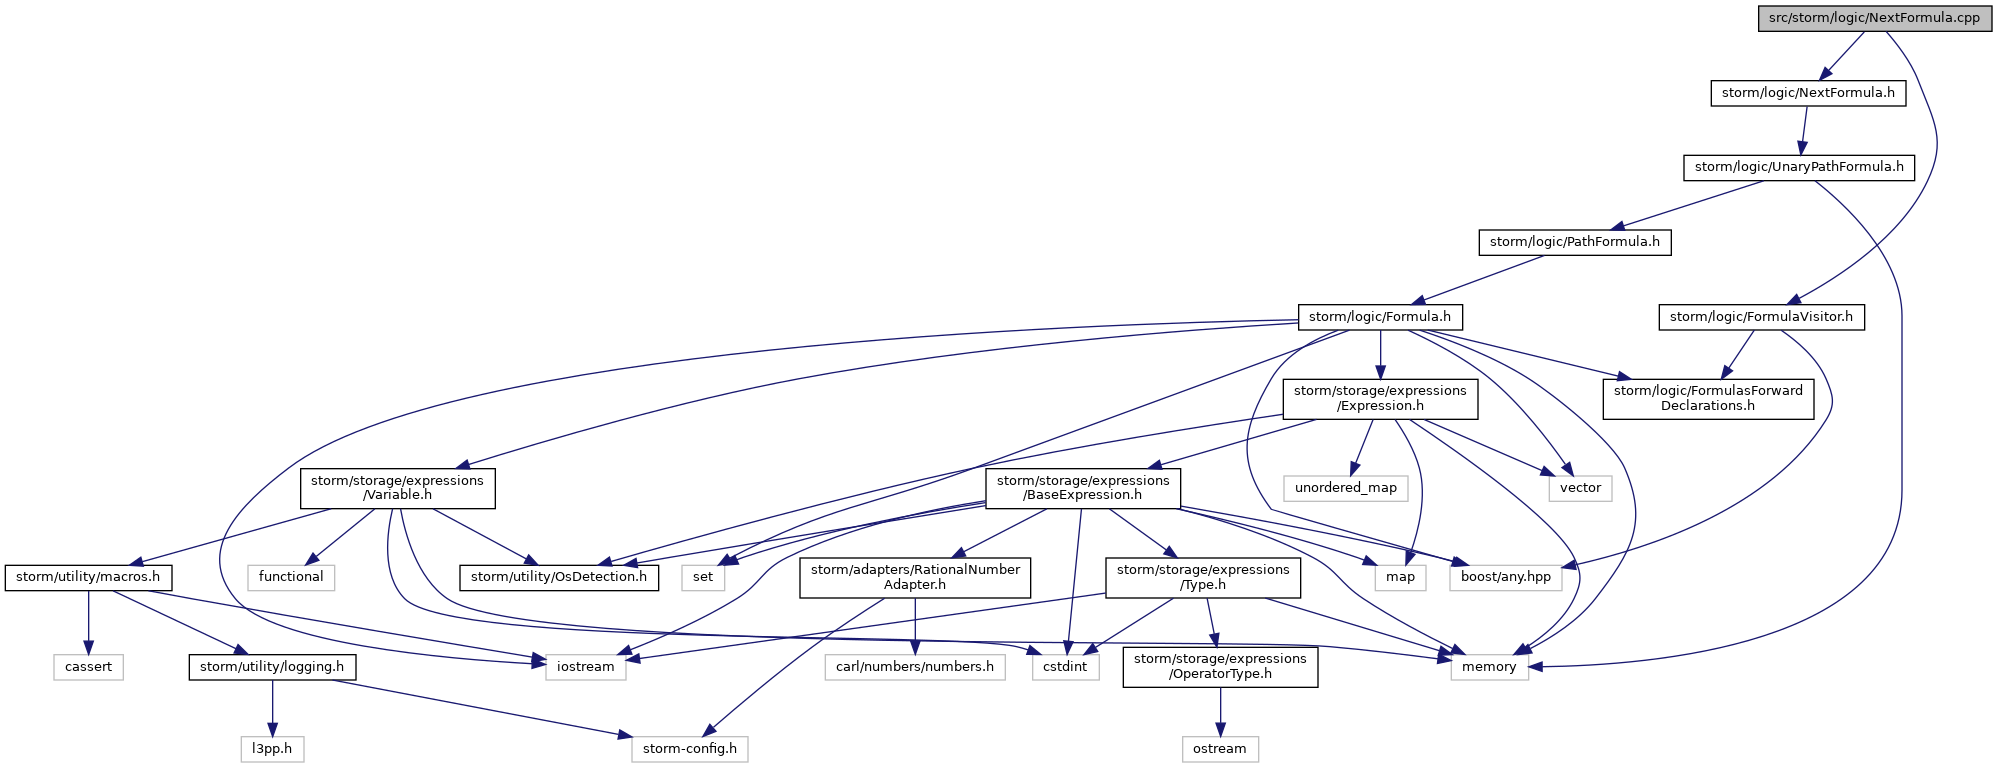 src/storm/logic/NextFormula.cpp
storm/logic/NextFormula.h
storm/logic/UnaryPathFormula.h
storm/logic/PathFormula.h
storm/logic/Formula.h
storm/logic/FormulaVisitor.h
storm/storage/expressions
/Expression.h
storm/logic/FormulasForward
Declarations.h
storm/storage/expressions
/Variable.h
storm/storage/expressions
/BaseExpression.h
unordered_map
vector
storm/utility/macros.h
functional
storm/utility/OsDetection.h
set
storm/adapters/RationalNumber
Adapter.h
storm/storage/expressions
/Type.h
map
boost/any.hpp
cassert
storm/utility/logging.h
iostream
carl/numbers/numbers.h
cstdint
storm/storage/expressions
/OperatorType.h
memory
l3pp.h
storm-config.h
ostream